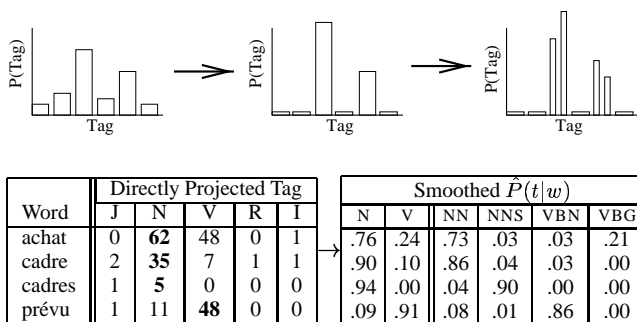 P(Tag) P(Tag) P(Tag)
Tag Tag Tag
Directly Projected Tag Smoothed P̂(t|w)
Word J N V R I N V NN NNS VBN VBG
achat 0 62 48 0 1 .76 .24 .73 .03 .03 .21
cadre 2 35 7 1 1 → .90 .10 .86 .04 .03 .00
cadres 1 5 0 0 0 .94 .00 .04 .90 .00 .00
prévu 1 11 48 0 0 .09 .91 .08 .01 .86 .00